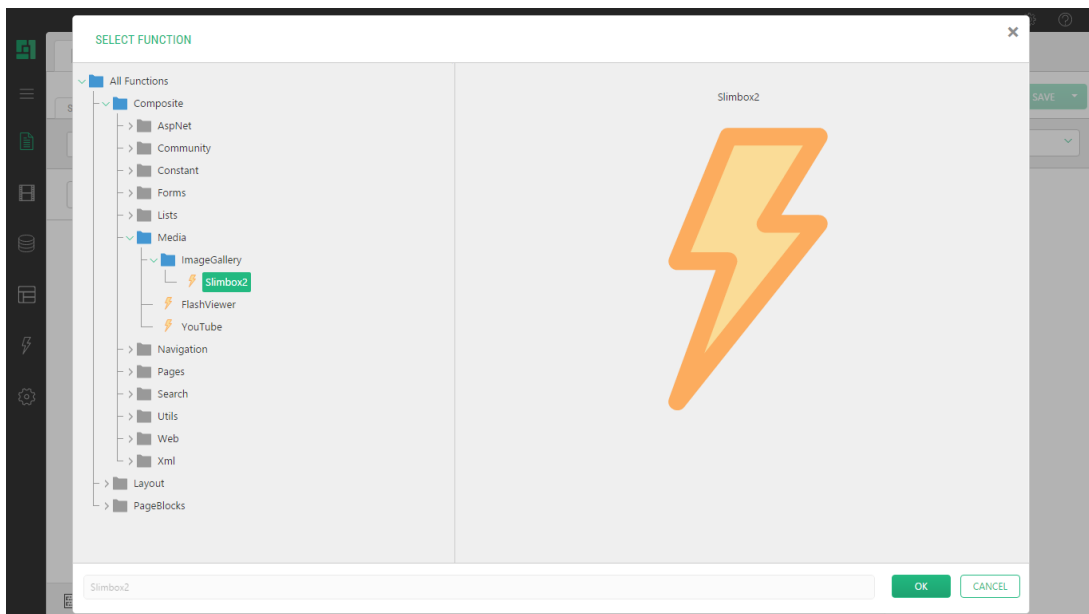 SELECT FUNCTION
All Functions
Composite
AspNet
Community
Constant
Forms
Lists
Media
ImageGallery
Slimbox2
FlashViewer
YouTube
Navigation
Pages
Search
Utils
Web
Xml
Layout
PageBlocks
Slimbox2
SAVE
Slimbox2
OK
CANCEL